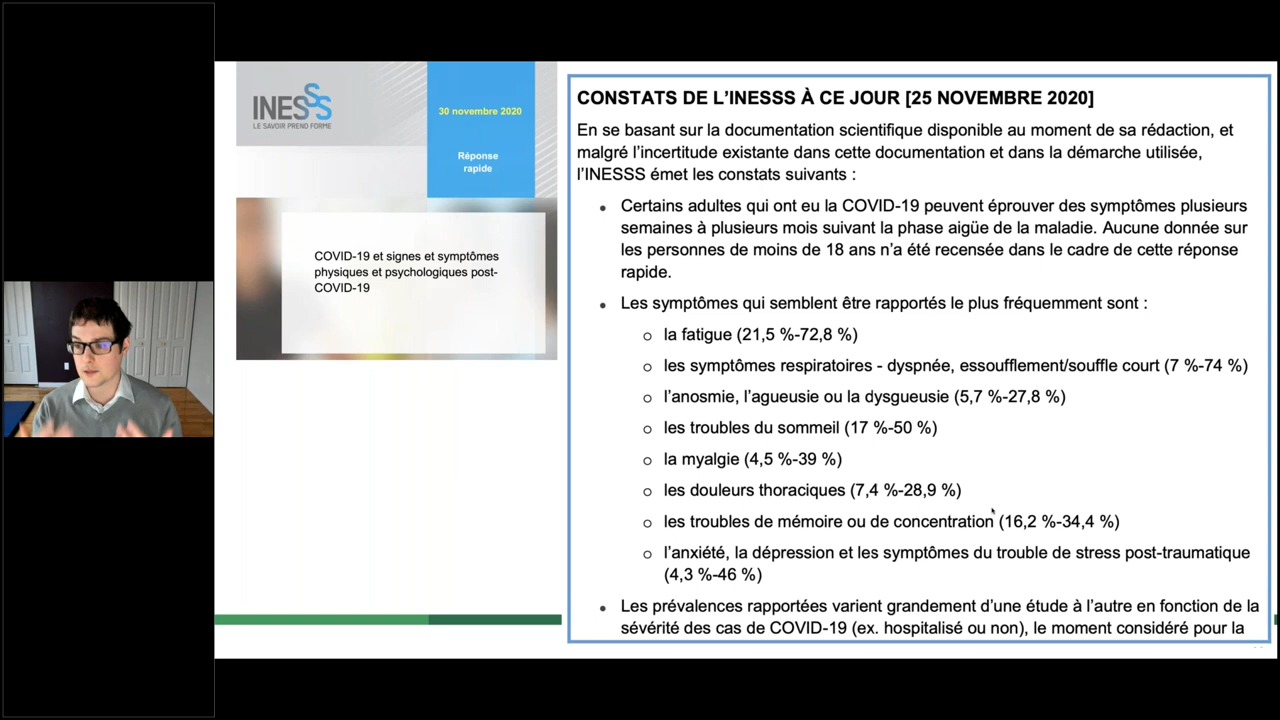 INESSS
LE SAVOIR PREND FORME
30 novembre 2020
Réponse
rapide
COVID-19 et signes et symptômes
physiques et psychologiques post-
COVID-19
CONSTATS DE L'INESSS À CE JOUR [25 NOVEMBRE 2020]
En se basant sur la documentation scientifique disponible au moment de sa rédaction, et
malgré l'incertitude existante dans cette documentation et dans la démarche utilisée,
l'INESSS émet les constats suivants :
• Certains adultes qui ont eu la COVID-19 peuvent éprouver des symptômes plusieurs
semaines à plusieurs mois suivant la phase aigüe de la maladie. Aucune donnée sur
les personnes de moins de 18 ans n'a été recensée dans le cadre de cette réponse
rapide.
• Les symptômes qui semblent être rapportés le plus fréquemment sont :
o la fatigue (21,5 %-72,8 %)
o les symptômes respiratoires - dyspnée, essoufflement/souffle court (7 %-74 %)
o l'anosmie, l'agueusie ou la dysgueusie (5,7 %-27,8 %)
o les troubles du sommeil (17 %-50 %)
o la myalgie (4,5 %-39 %)
o les douleurs thoraciques (7,4 %-28,9 %)
o les troubles de mémoire ou de concentration (16,2 %-34,4 %)
o l'anxiété, la dépression et les symptômes du trouble de stress post-traumatique
(4,3 %-46 %)
• Les prévalences rapportées varient grandement d'une étude à l'autre en fonction de la
sévérité des cas de COVID-19 (ex. hospitalisé ou non), le moment considéré pour la